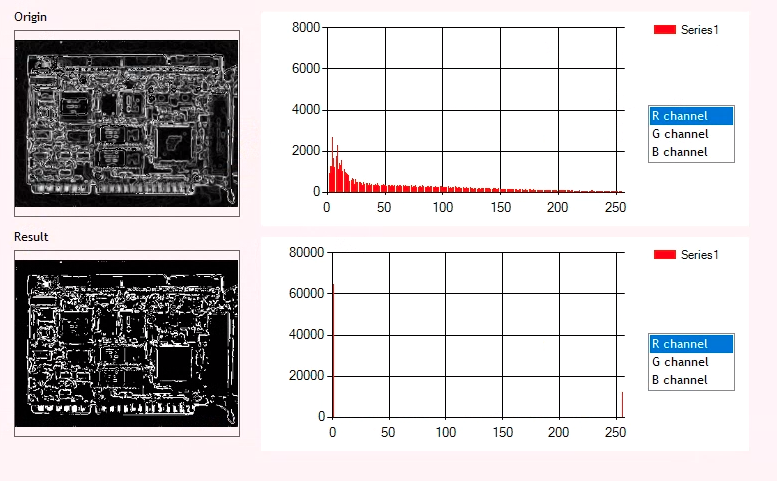 Origin
8000
6000
4000
2000
0
0 50 100 150 200 250
Series1
R channel
G channel
B channel
Result
80000
60000
40000
20000
0
0 50 100 150 200 250
Series1
R channel
G channel
B channel